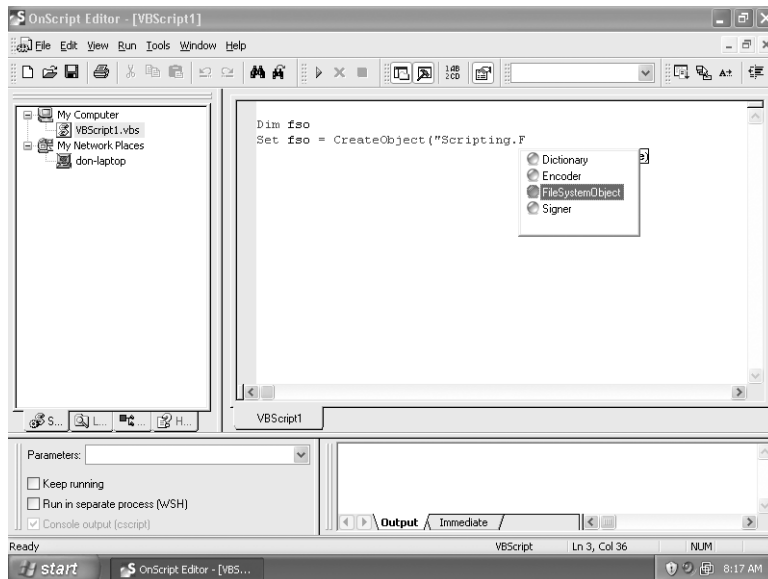 OnScript Editor - [VBScript1]
File Edit View Run Tools Window Help
My Computer
VBScript1.vbs
My Network Places
don-laptop
Dim fso
Set fso = CreateObject("Scripting.F
e)
Dictionary
Encoder
FileSystemObject
Signer
S... L... ... H...
VBScript1
Parameters:
Keep running
Run in separate process (WSH)
Console output (cscript)
Output Immediate
Ready VBScript Ln 3, Col 36 NUM
start OnScript Editor - [VBS... 8:17 AM